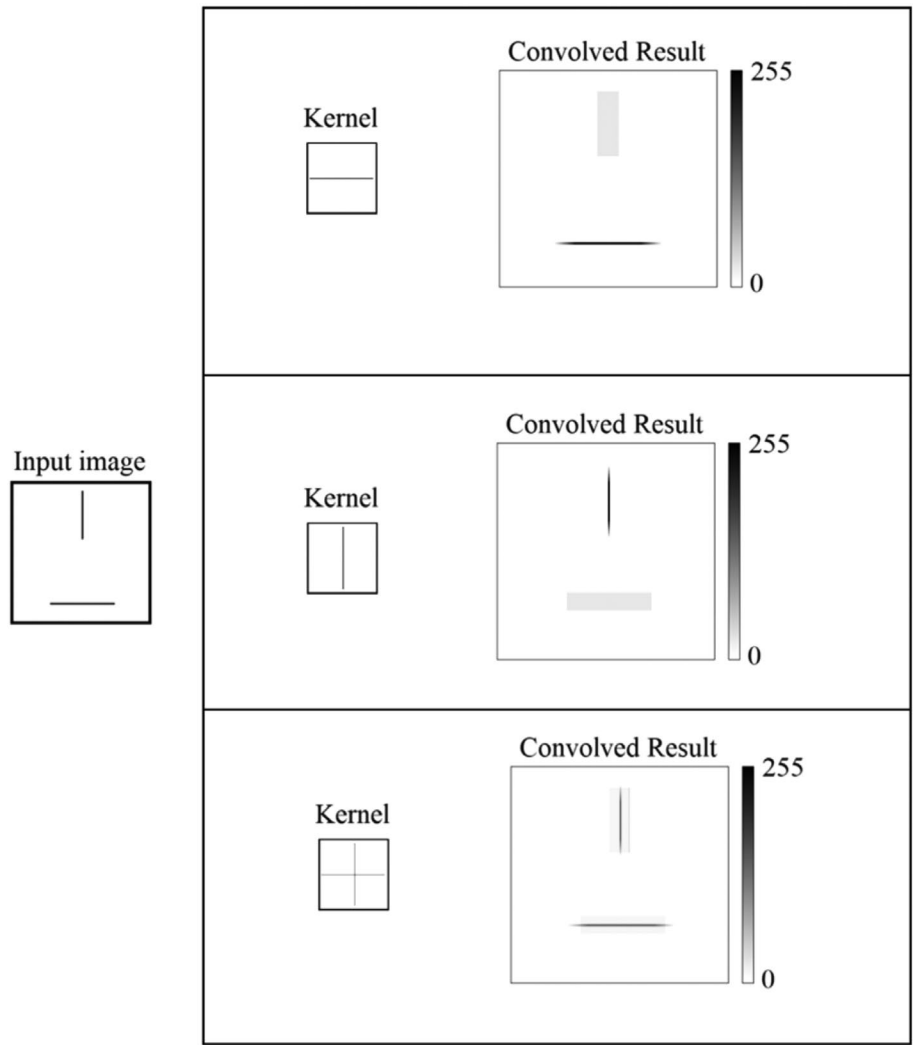 Input image
Kernel
Convolved Result
255
0
Kernel
Convolved Result
255
0
Kernel
Convolved Result
255
0